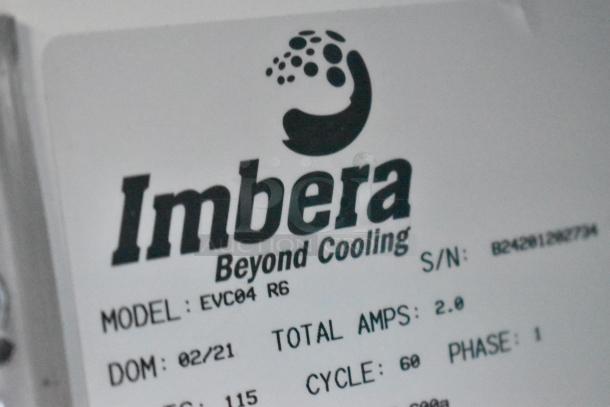 Imbera
Beyond Cooling
S/N: B24201202734
MODEL: EVC04 R6
DOM: 02/21 TOTAL AMPS: 2.0
115 CYCLE: 60 PHASE: 1